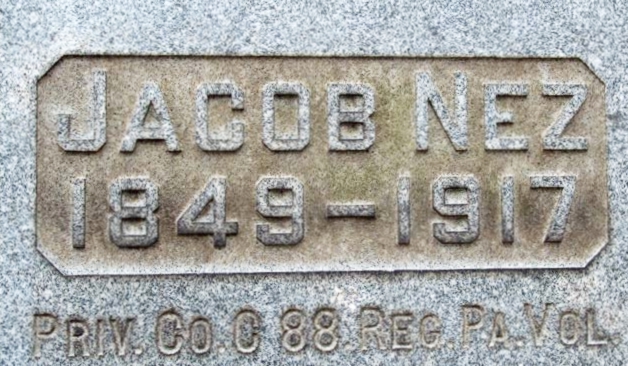 JACOB NEZ
1849-1917
PRIV. CO. C 88 REG. PA. VOL.